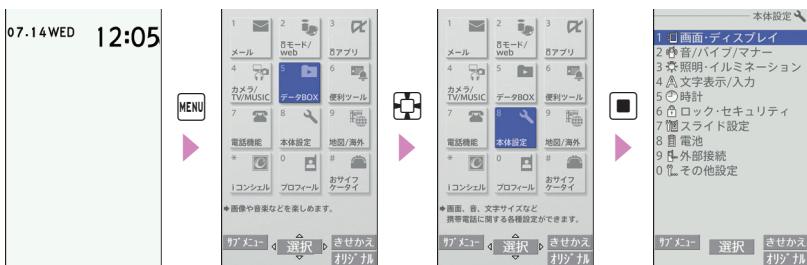 07.14WED 12:05
MENU
1 2 3
メール iモード/web iアプリ
4 5 6
カメラ/TV/MUSIC データBOX 便利ツール
7 8 9
電話機能 本体設定 地図/海外
* 0 #
iコンシェル プロフィール おサイフケータイ
➡画像や音楽などを楽しめます。
ｻﾌﾞﾒﾆｭｰ 選択 きせかえ
ｵﾘｼﾞﾅﾙ
1 2 3
メール iモード/web iアプリ
4 5 6
カメラ/TV/MUSIC データBOX 便利ツール
7 8 9
電話機能 本体設定 地図/海外
* 0 #
iコンシェル プロフィール おサイフケータイ
➡画面、音、文字サイズなど
携帯電話に関する各種設定ができます。
ｻﾌﾞﾒﾆｭｰ 選択 きせかえ
ｵﾘｼﾞﾅﾙ
本体設定
1 画面･ディスプレイ
2 音/バイブ/マナー
3 照明･イルミネーション
4 文字表示/入力
5 時計
6 ロック･セキュリティ
7 スライド設定
8 電池
9 外部接続
0 その他設定
ｻﾌﾞﾒﾆｭｰ 選択 きせかえ
ｵﾘｼﾞﾅﾙ